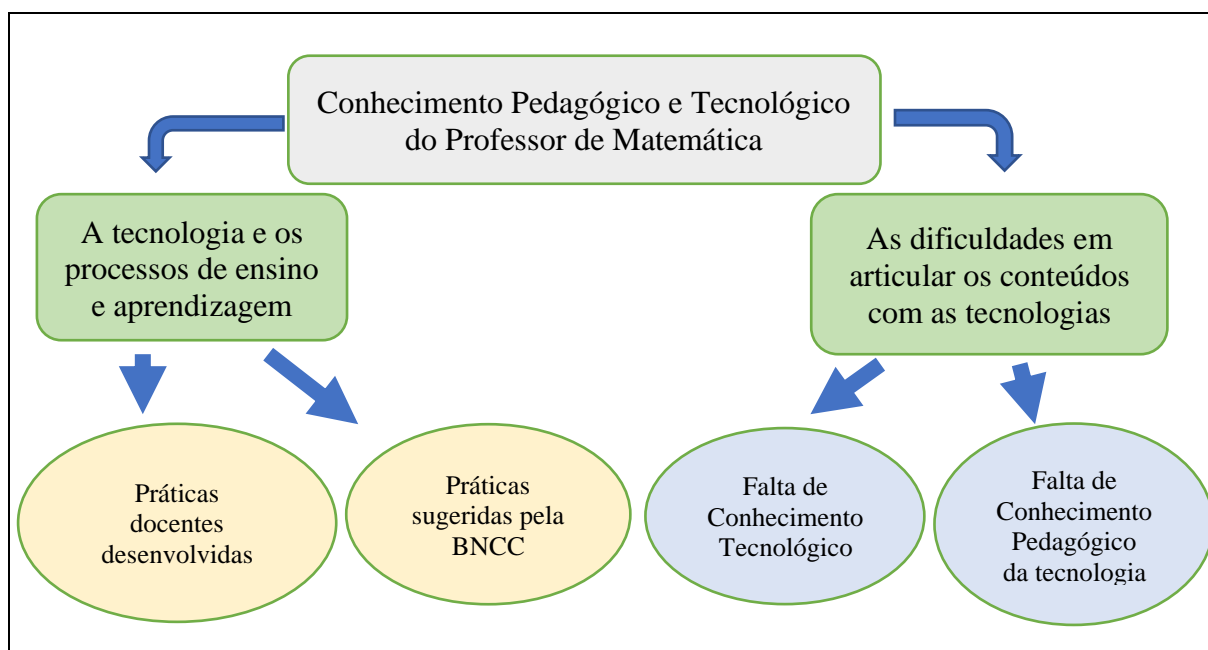 Conhecimento Pedagógico e Tecnológico
do Professor de Matemática
A tecnologia e os
processos de ensino
e aprendizagem
As dificuldades em
articular os conteúdos
com as tecnologias
Práticas
docentes
desenvolvidas
Práticas
sugeridas pela
BNCC
Falta de
Conhecimento
Tecnológico
Falta de
Conhecimento
Pedagógico
da tecnologia